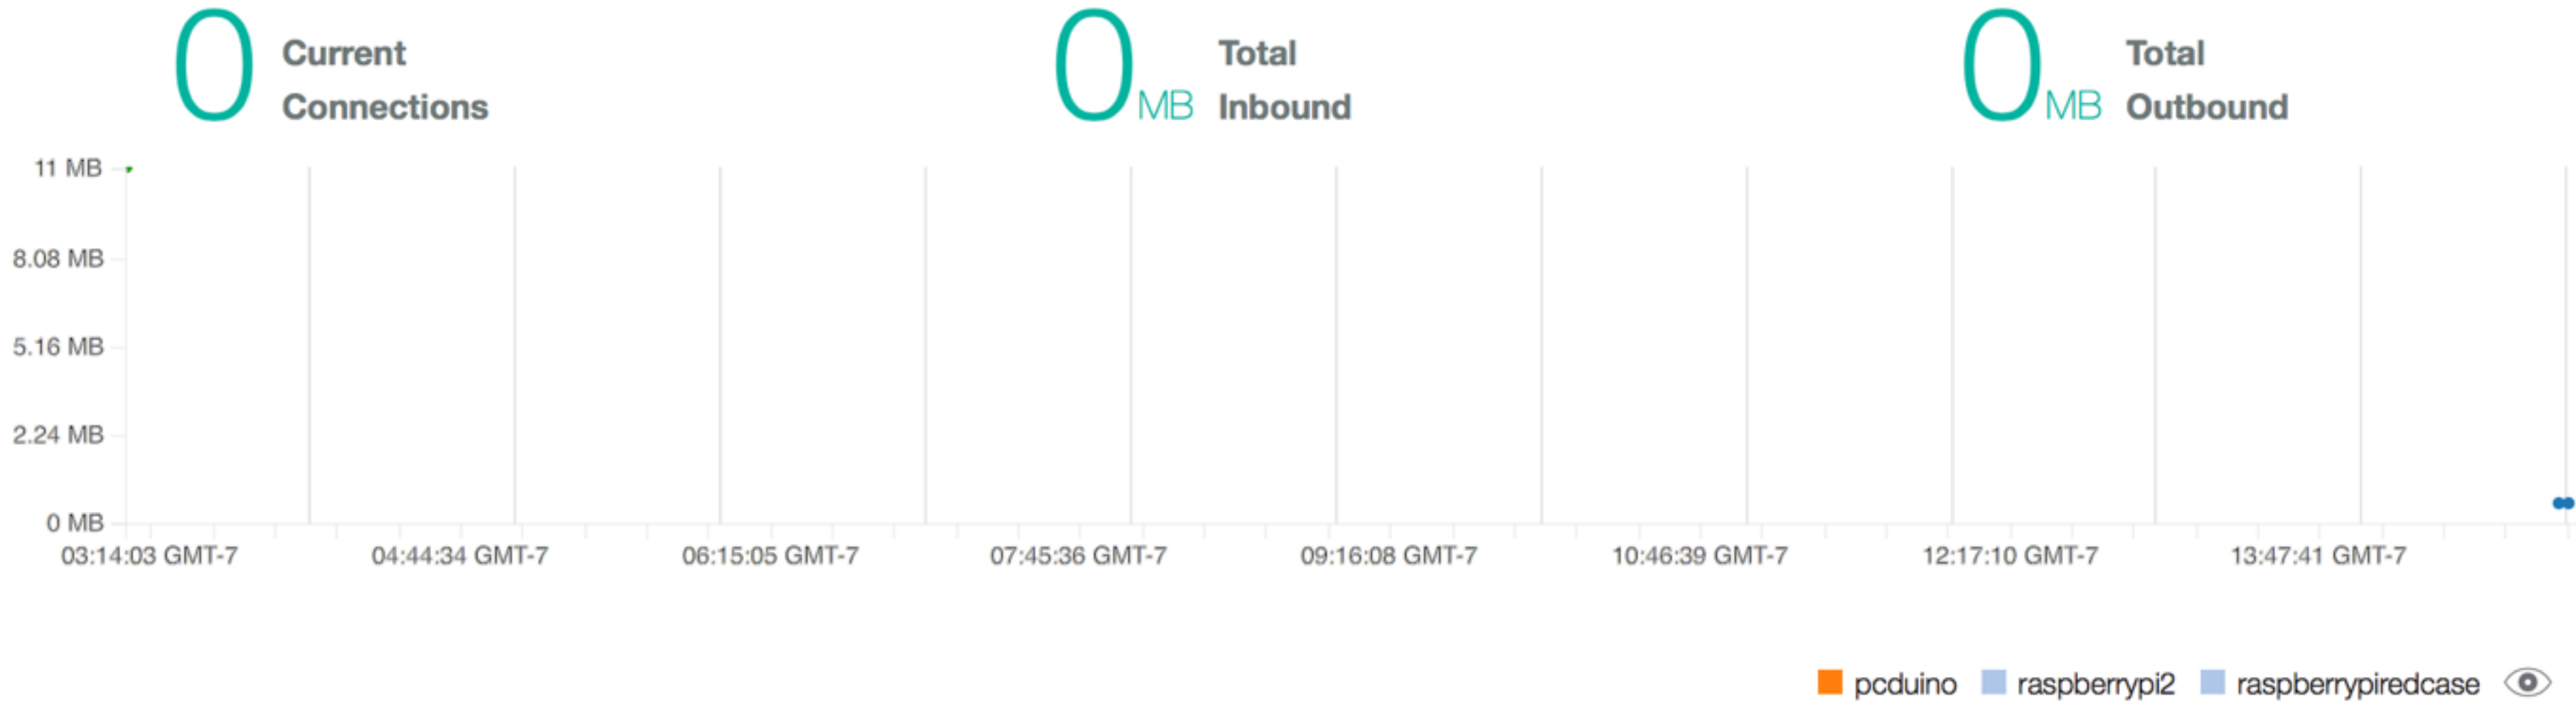 0 Current
Connections
0 MB Total
Inbound
0 MB Total
Outbound
11 MB
8.08 MB
5.16 MB
2.24 MB
0 MB
03:14:03 GMT-7 04:44:34 GMT-7 06:15:05 GMT-7 07:45:36 GMT-7 09:16:08 GMT-7 10:46:39 GMT-7 12:17:10 GMT-7 13:47:41 GMT-7
pcduino raspberrypi2 raspberrypiredcase